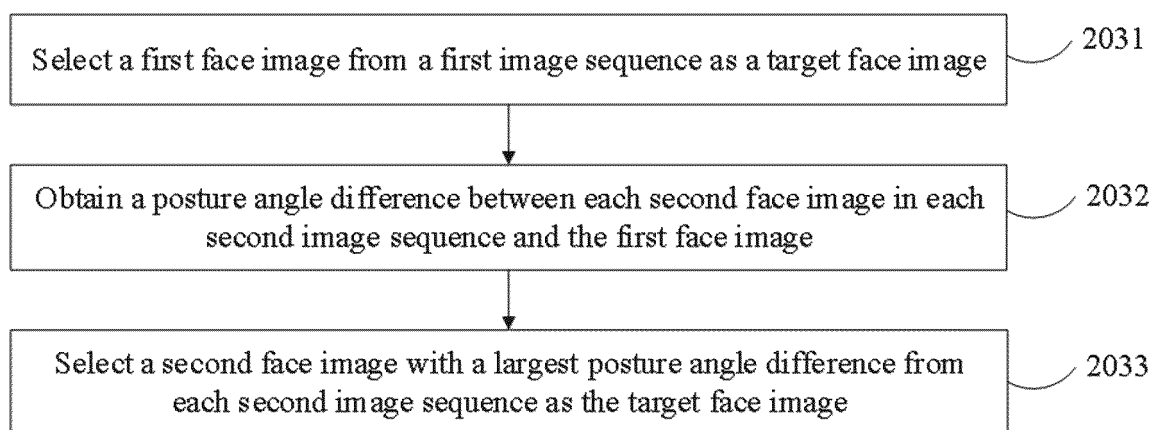 Select a first face image from a first image sequence as a target face image
2031
Obtain a posture angle difference between each second face image in each
second image sequence and the first face image
2032
Select a second face image with a largest posture angle difference from
each second image sequence as the target face image
2033